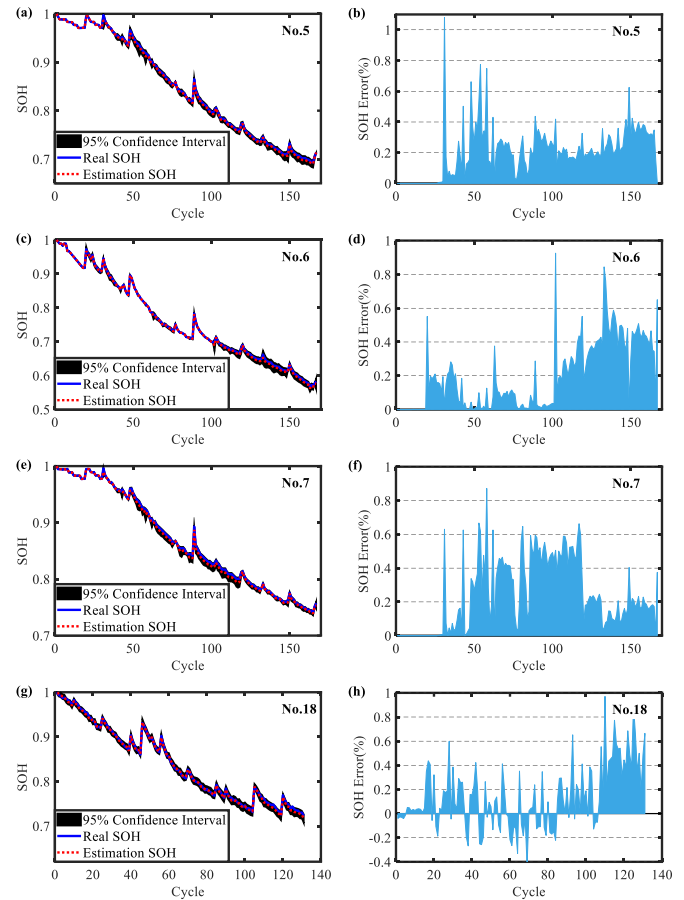 (a)
No.5
1
0.9
0.8
0.7
SOH
95% Confidence Interval
Real SOH
Estimation SOH
0
50
100
150
Cycle
(b)
No.5
1
0.8
0.6
0.4
0.2
0
SOH Error(%)
0
50
100
150
Cycle
(c)
No.6
1
0.9
0.8
0.7
0.6
0.5
SOH
95% Confidence Interval
Real SOH
Estimation SOH
0
50
100
150
Cycle
(d)
No.6
1
0.8
0.6
0.4
0.2
0
SOH Error(%)
0
50
100
150
Cycle
(e)
No.7
1
0.9
0.8
0.7
SOH
95% Confidence Interval
Real SOH
Estimation SOH
0
50
100
150
Cycle
(f)
No.7
1
0.8
0.6
0.4
0.2
0
SOH Error(%)
0
50
100
150
Cycle
(g)
No.18
1
0.9
0.8
0.7
SOH
95% Confidence Interval
Real SOH
Estimation SOH
0
20
40
60
80
100
120
140
Cycle
(h)
No.18
1
0.8
0.6
0.4
0.2
0
-0.2
-0.4
SOH Error(%)
0
20
40
60
80
100
120
140
Cycle